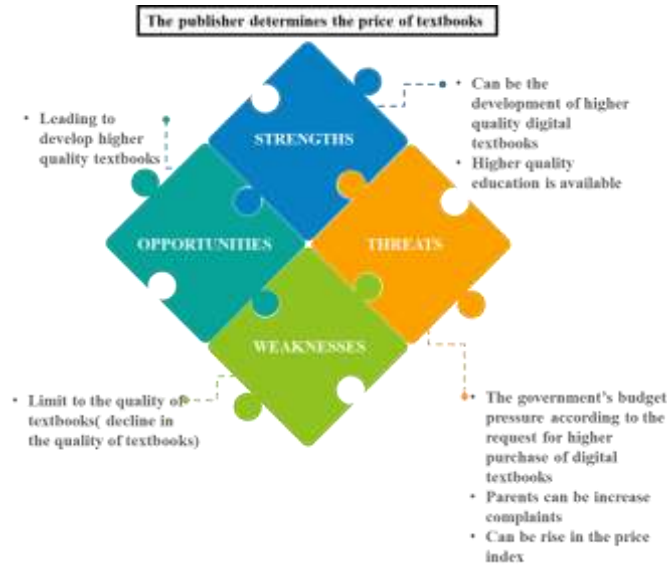 The publisher determines the price of textbooks
• Leading to
develop higher
quality textbooks
STRENGTHS
• Can be the
development of higher
quality digital
textbooks
• Higher quality
education is available
OPPORTUNITIES
THREATS
WEAKNESSES
• Limit to the quality of
textbooks( decline in
the quality of textbooks)
• The government's budget
pressure according to the
request for higher
purchase of digital
textbooks
• Parents can be increase
complaints
• Can be rise in the price
index